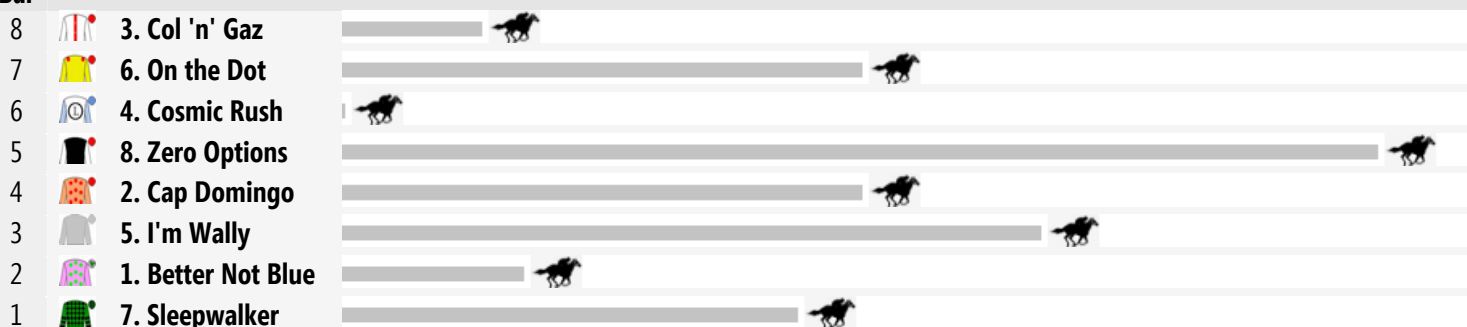 Bar
8 3. Col 'n' Gaz
7 6. On the Dot
6 4. Cosmic Rush
5 8. Zero Options
4 2. Cap Domingo
3 5. I'm Wally
2 1. Better Not Blue
1 7. Sleepwalker